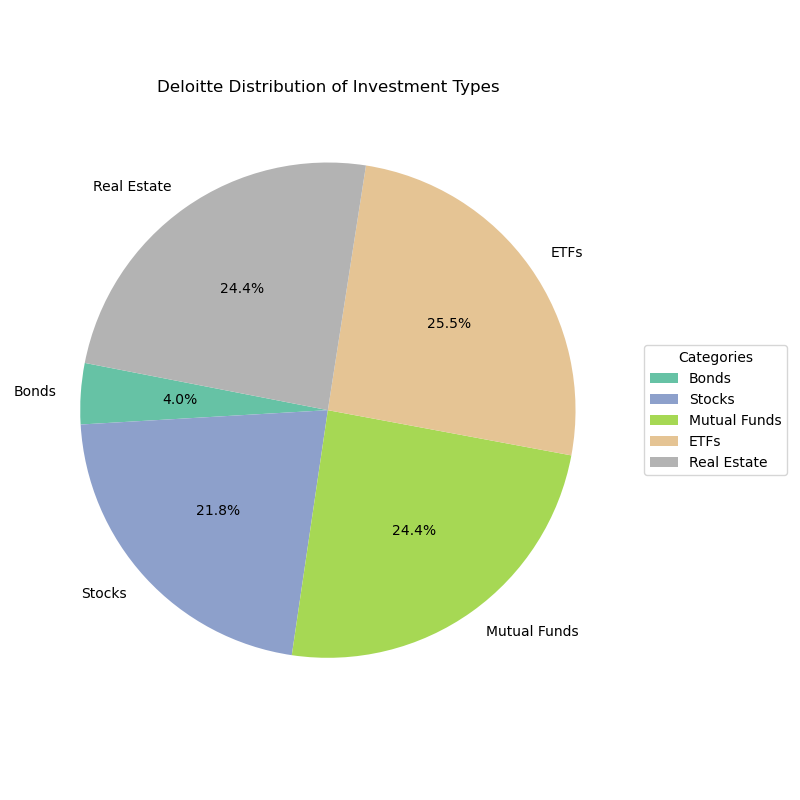 Deloitte Distribution of Investment Types
Real Estate
ETFs
24.4%
25.5%
Bonds
4.0%
Stocks
21.8%
24.4%
Mutual Funds
Categories
Bonds
Stocks
Mutual Funds
ETFs
Real Estate